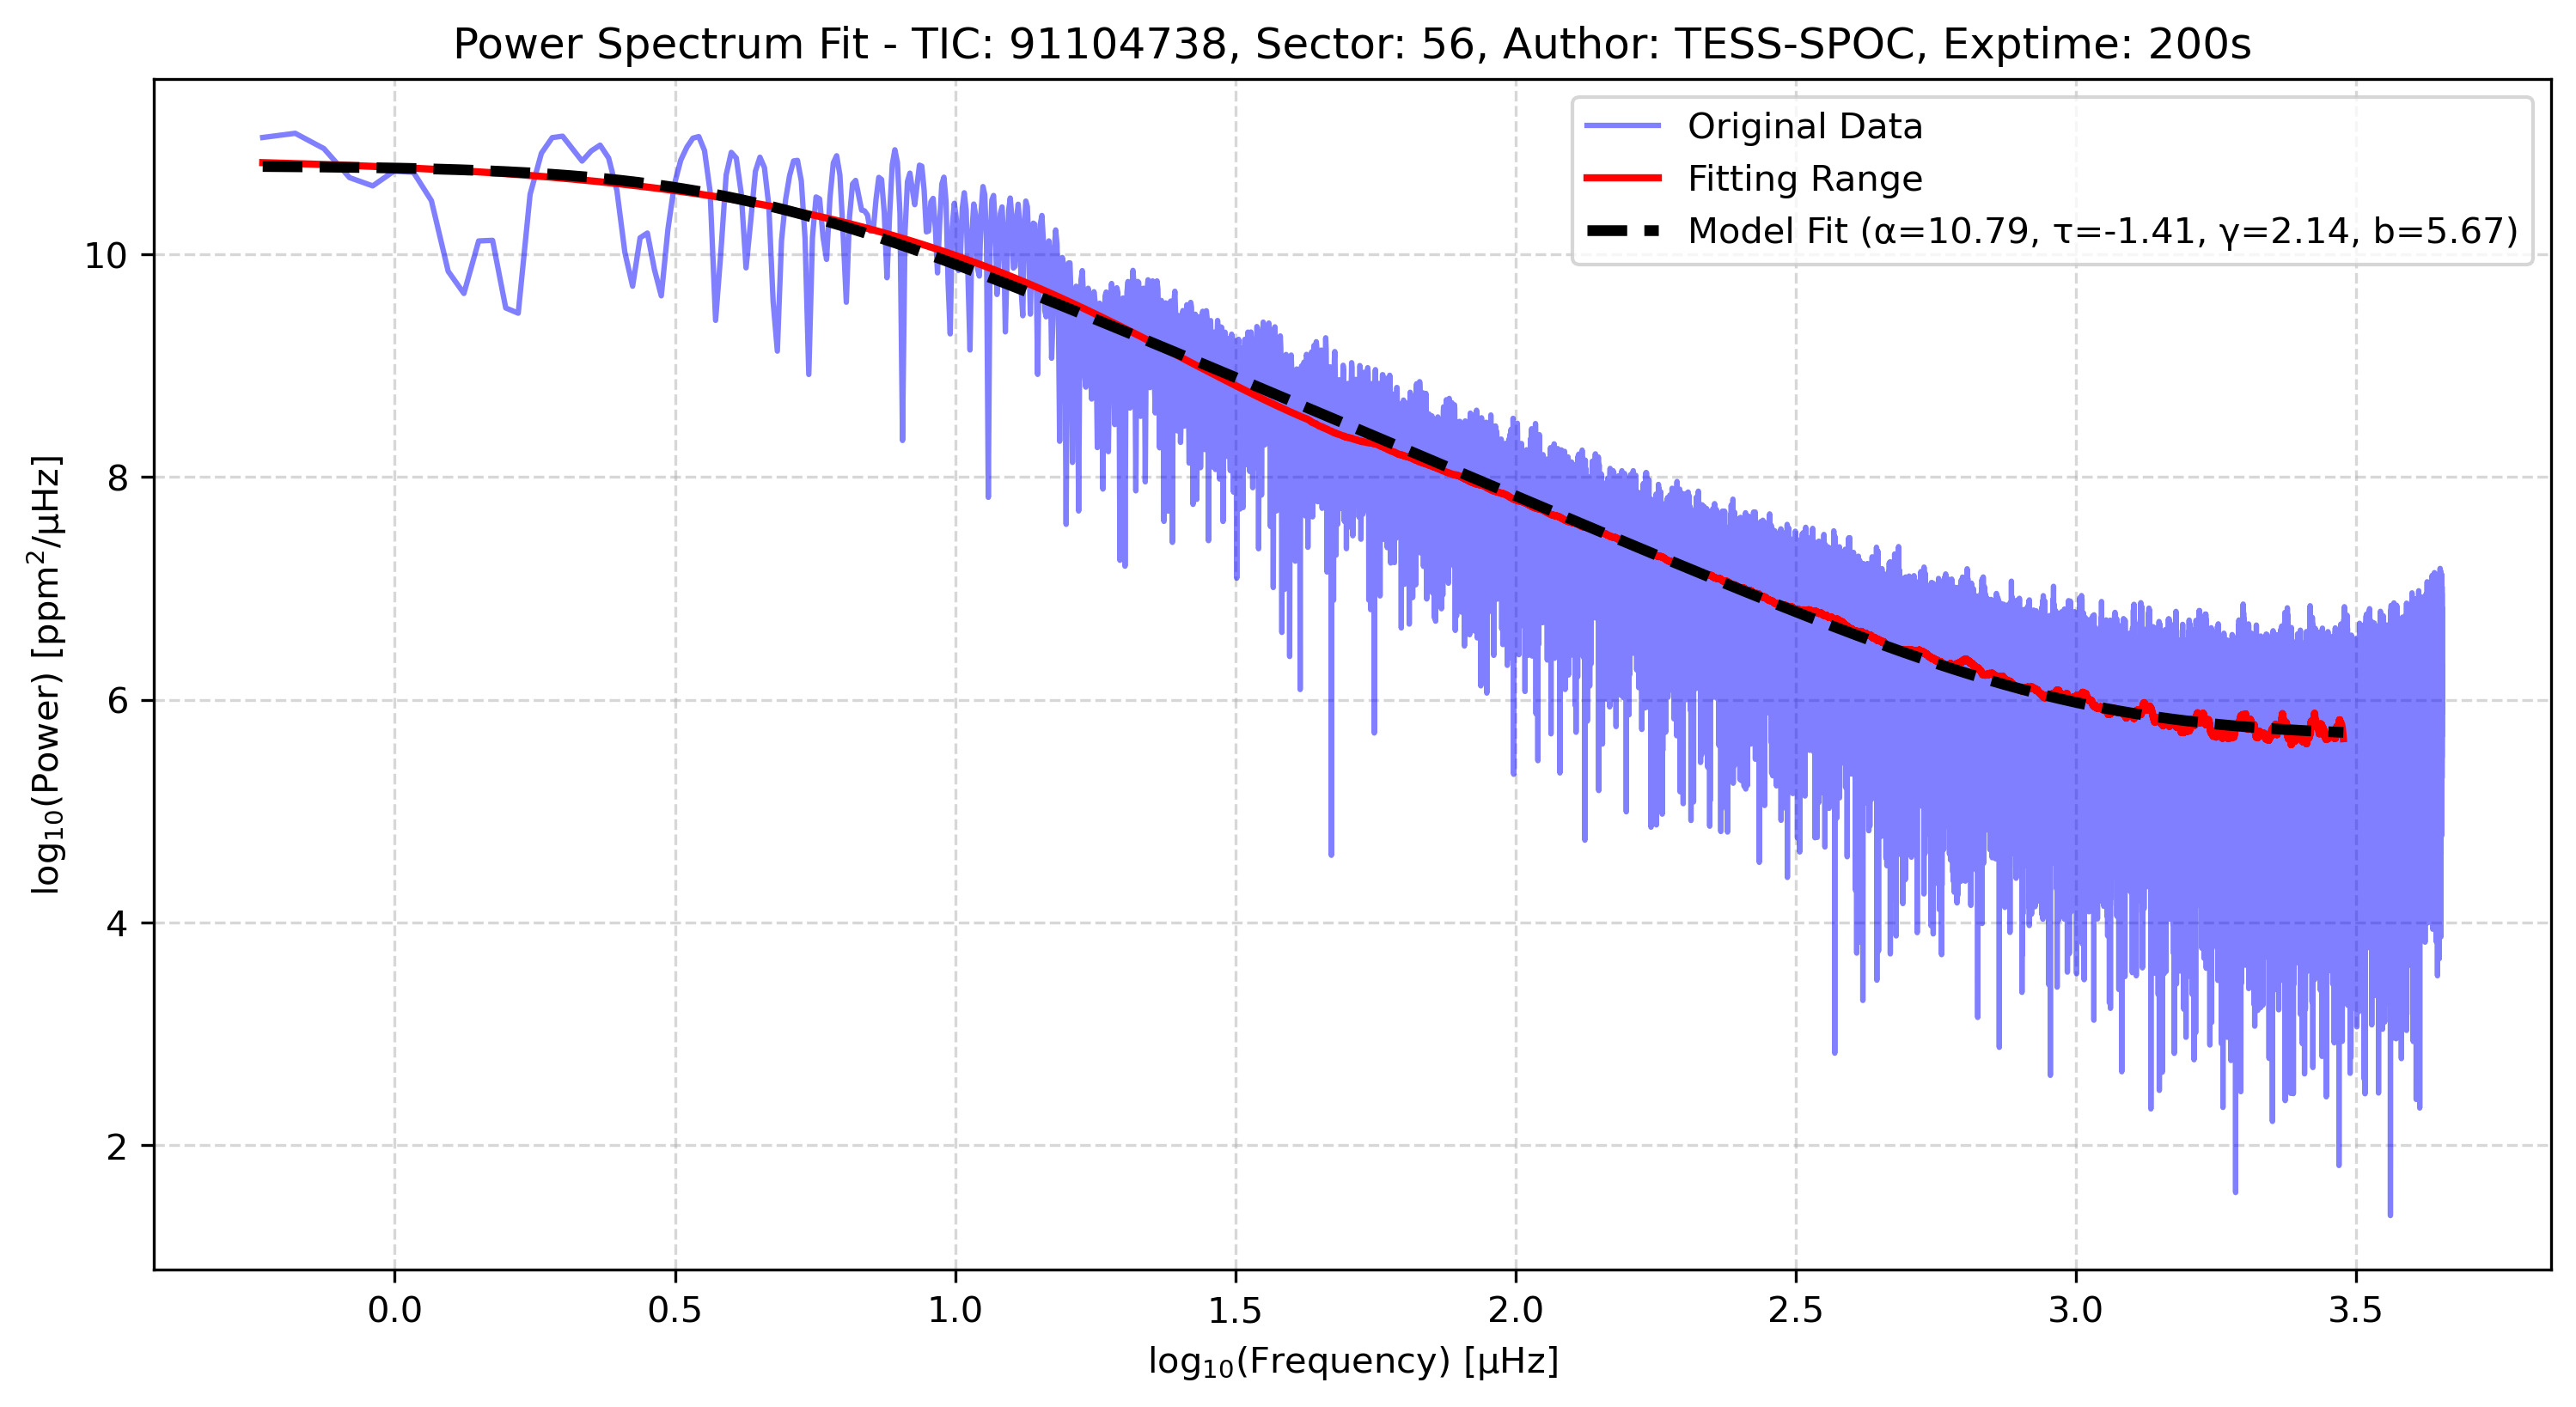 Power Spectrum Fit - TIC: 91104738, Sector: 56, Author: TESS-SPOC, Exptime: 200s
Original Data
Fitting Range
Model Fit (α=10.79, τ=-1.41, γ=2.14, b=5.67)
log₁₀(Power) [ppm²/μHz]
10
8
6
4
2
0.0 0.5 1.0 1.5 2.0 2.5 3.0 3.5
log₁₀(Frequency) [μHz]